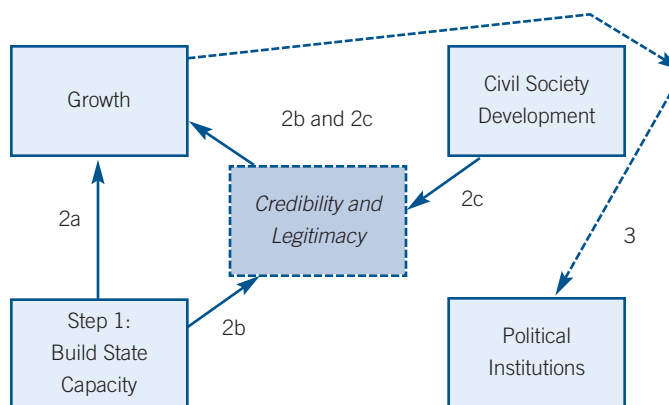 Growth
Civil Society
Development
2b and 2c
Credibility and
Legitimacy
2c
2a
3
Step 1:
Build State
Capacity
2b
Political
Institutions